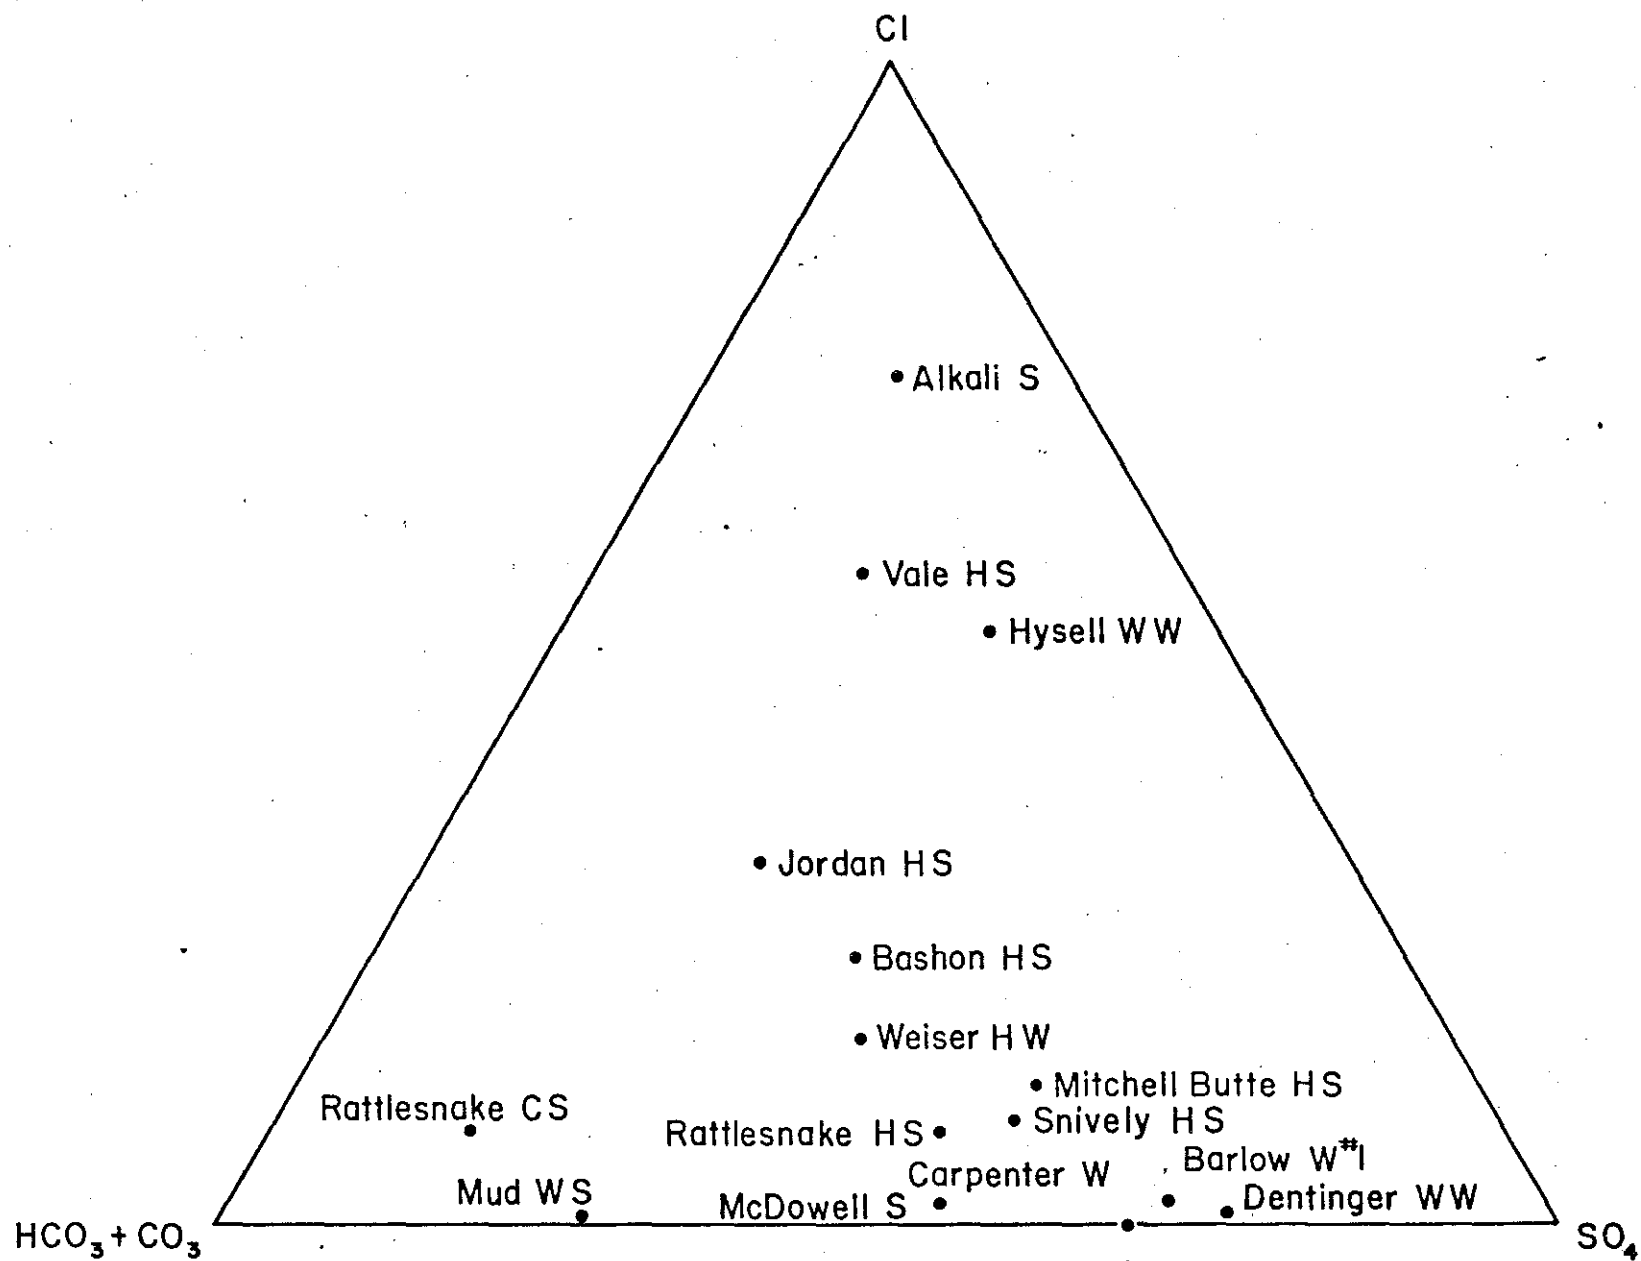 Cl
Alkali S
Vale HS
Hysell WW
Jordan HS
Bashon HS
Weiser HW
Mitchell Butte HS
Rattlesnake CS
Snively HS
Rattlesnake HS
Barlow W#1
Carpenter W
Mud WS
McDowell S
Dentinger WW
HCO₃+CO₃
SO₄